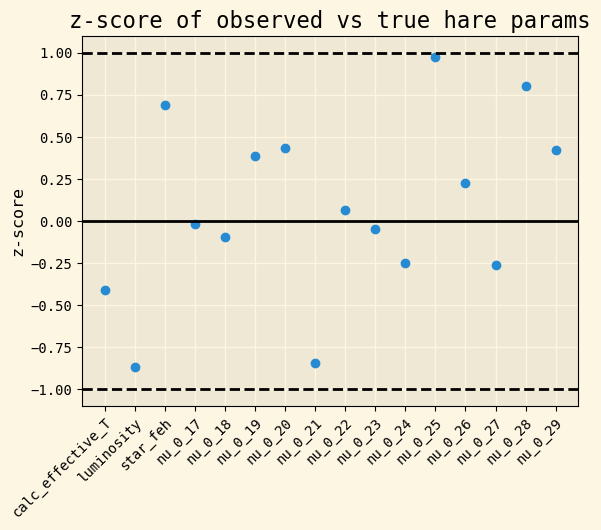 z-score of observed vs true hare params
z-score
1.00
0.75
0.50
0.25
0.00
−0.25
−0.50
−0.75
−1.00
calc_effective_T
luminosity
star_feh
nu_0_17
nu_0_18
nu_0_19
nu_0_20
nu_0_21
nu_0_22
nu_0_23
nu_0_24
nu_0_25
nu_0_26
nu_0_27
nu_0_28
nu_0_29